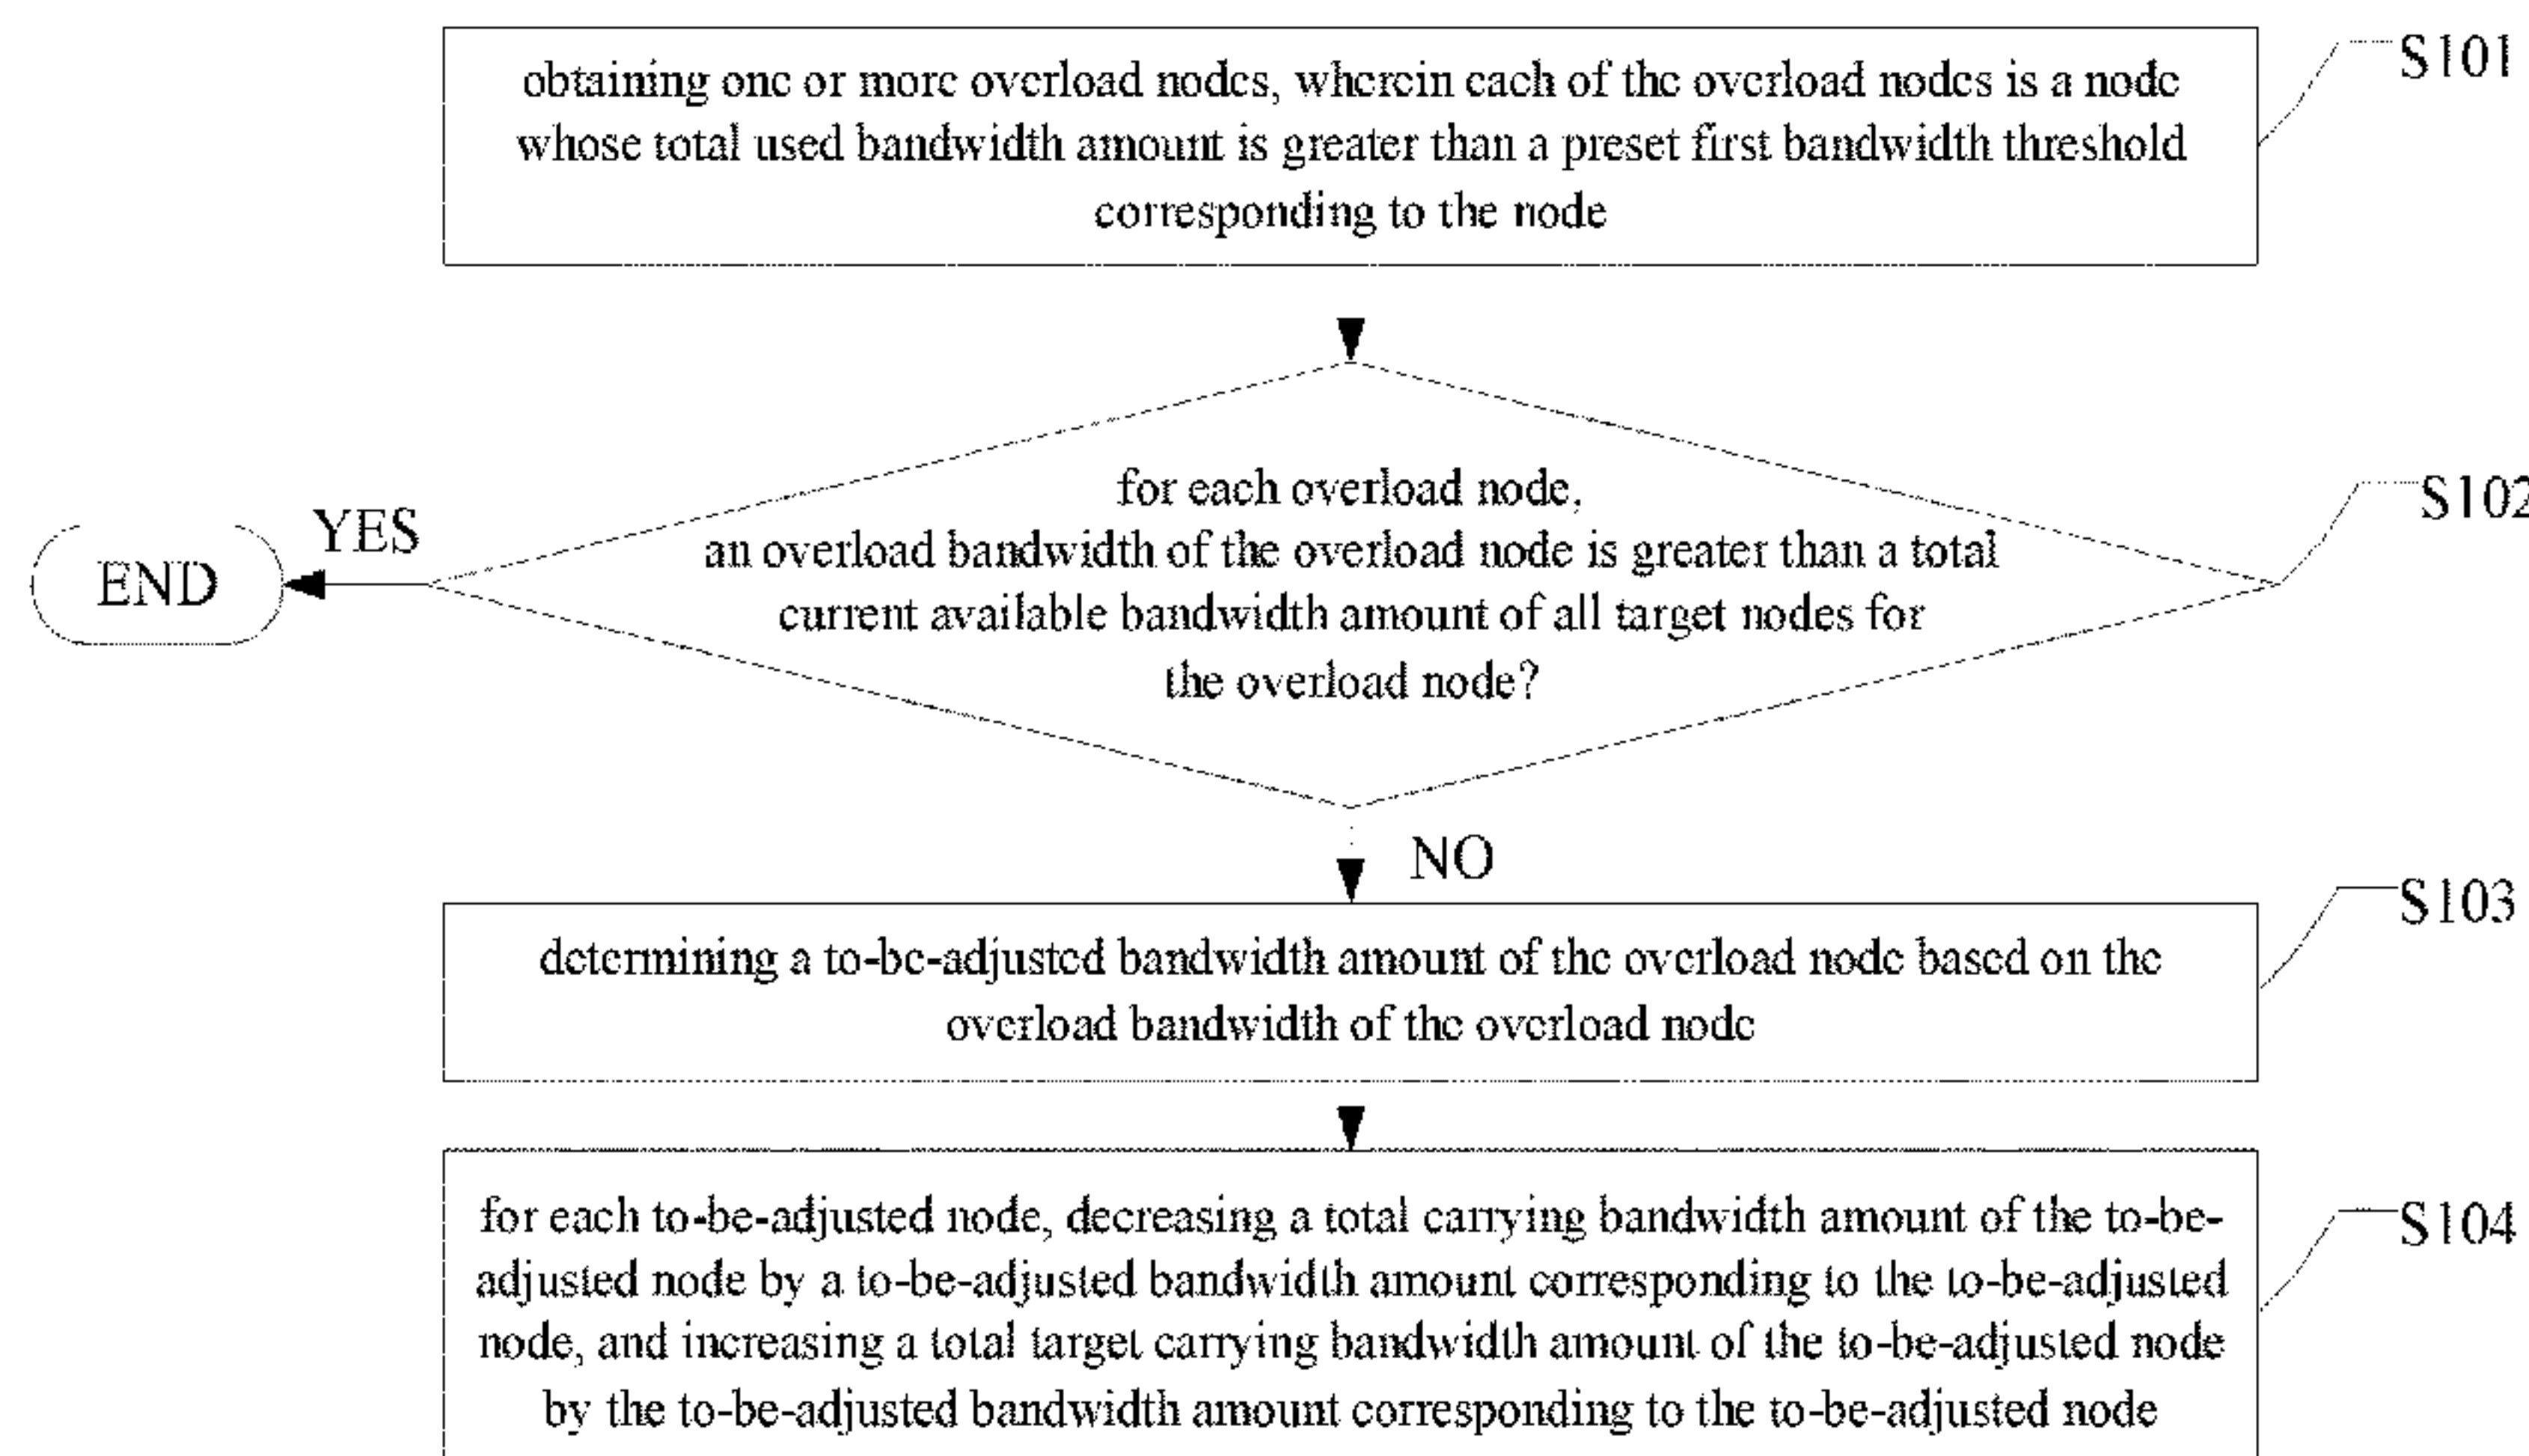 obtaining one or more overload nodes, wherein each of the overload nodes is a node
whose total used bandwidth amount is greater than a preset first bandwidth threshold
corresponding to the node
S101
for each overload node,
an overload bandwidth of the overload node is greater than a total
current available bandwidth amount of all target nodes for
the overload node?
S102
YES
END
NO
determining a to-be-adjusted bandwidth amount of the overload node based on the
overload bandwidth of the overload node
S103
for each to-be-adjusted node, decreasing a total carrying bandwidth amount of the to-be-
adjusted node by a to-be-adjusted bandwidth amount corresponding to the to-be-adjusted
node, and increasing a total target carrying bandwidth amount of the to-be-adjusted node
by the to-be-adjusted bandwidth amount corresponding to the to-be-adjusted node
S104